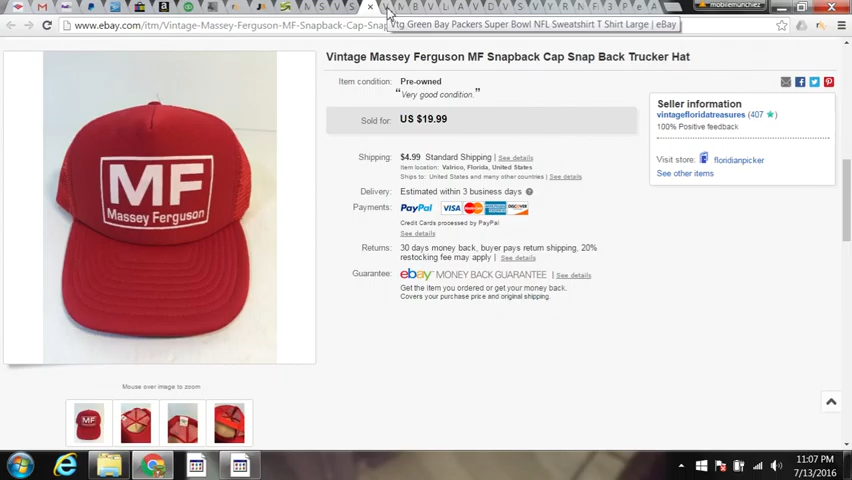 mobilemunchiez
www.ebay.com/itm/Vintage-Massey-Ferguson-MF-Snapback-Cap-Snap
Vtg Green Bay Packers Super Bowl NFL Sweatshirt T Shirt Large | eBay
Vintage Massey Ferguson MF Snapback Cap Snap Back Trucker Hat
Item condition: Pre-owned
“Very good condition.”
Sold for: US $19.99
Shipping: $4.99 Standard Shipping | See details
Item location: Valrico, Florida, United States
Ships to: United States and many other countries | See details
Delivery: Estimated within 3 business days
Payments: PayPal VISA MasterCard AMERICAN EXPRESS DISCOVER
Credit Cards processed by PayPal
See details
Returns: 30 days money back, buyer pays return shipping, 20%
restocking fee may apply | See details
Guarantee: ebay MONEY BACK GUARANTEE | See details
Get the item you ordered or get your money back.
Covers your purchase price and original shipping.
Seller information
vintagefloridatreasures (407)
100% Positive feedback
Visit store: floridianpicker
See other items
MF
Massey Ferguson
Mouse over image to zoom
MF
11:07 PM
7/13/2016